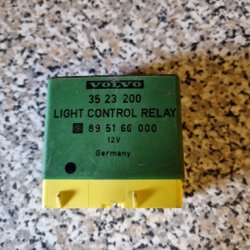 VOLVO
35 23 200
LIGHT CONTROL RELAY
89 51 66 000
12V
Germany